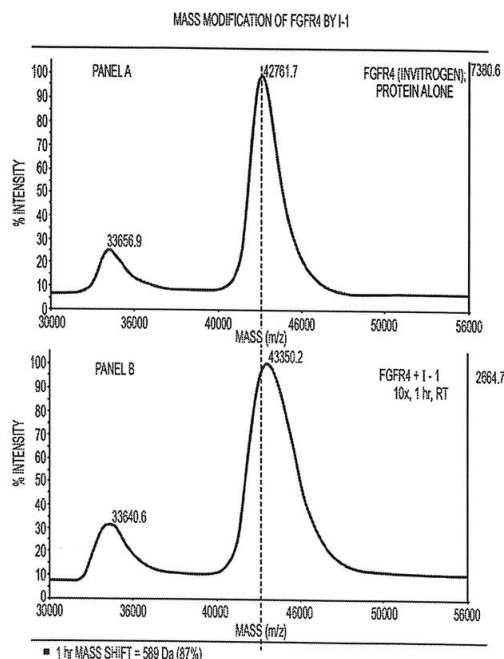 MASS MODIFICATION OF FGFR4 BY I-1
PANEL A
42761.7
FGFR4 (INVITROGEN);
PROTEIN ALONE
7380.6
33656.9
% INTENSITY
100
90
80
70
60
50
40
30
20
10
0
30000 36000 40000 46000 50000 56000
MASS (m/z)
PANEL B
43350.2
FGFR4 + I - 1
10x, 1 hr, RT
2664.7
33640.6
% INTENSITY
100
90
80
70
60
50
40
30
20
10
0
30000 36000 40000 46000 50000 56000
MASS (m/z)
■ 1 hr MASS SHIFT = 589 Da (87%)